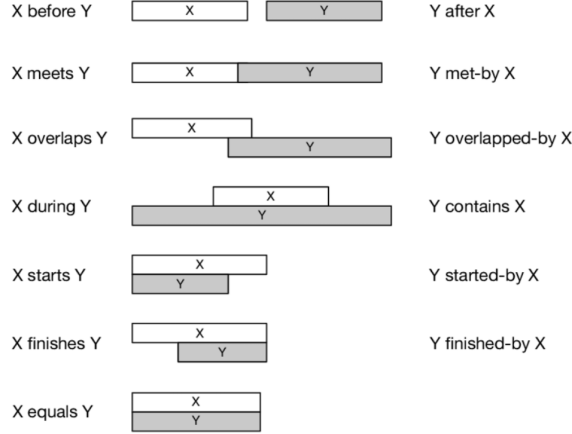 X before Y X Y Y after X
X meets Y X Y Y met-by X
X overlaps Y X Y Y overlapped-by X
X during Y X Y Y contains X
X starts Y X Y Y started-by X
X finishes Y X Y Y finished-by X
X equals Y X Y